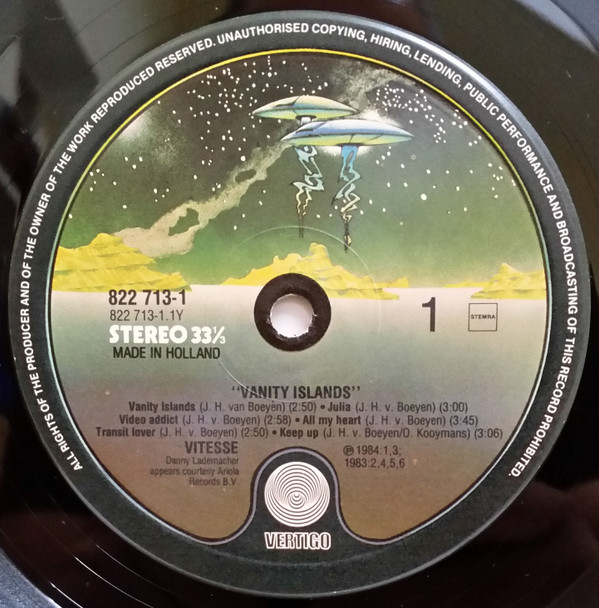 ALL RIGHTS OF THE PRODUCER AND OF THE OWNER OF THE WORK REPRODUCED RESERVED. UNAUTHORISED COPYING, HIRING, LENDING, PUBLIC PERFORMANCE AND BROADCASTING OF THIS RECORD PROHIBITED.
822 713-1
822 713-1.1Y
STEREO 33⅓
MADE IN HOLLAND
1
STEMRA
"VANITY ISLANDS"
Vanity Islands (J. H. van Boeyen) (2:50) • Julia (J. H. v. Boeyen) (3:00)
Video addict (J. H. v. Boeyen) (2:58) • All my heart (J. H. v. Boeyen) (3:45)
Transit lover (J. H. v. Boeyen) (2:50) • Keep up (J. H. v. Boeyen/O. Kooymans) (3:06)
VITESSE
Danny Lademacher
appears courtesy Ariola
Records B.V.
℗ 1984:1,3;
1983:2,4,5,6
VERTIGO